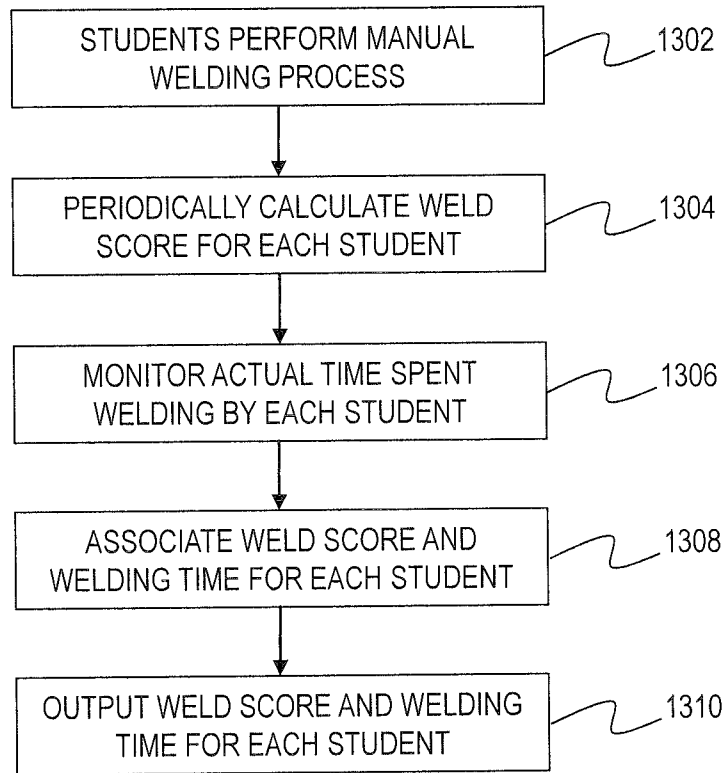 STUDENTS PERFORM MANUAL
WELDING PROCESS
1302
PERIODICALLY CALCULATE WELD
SCORE FOR EACH STUDENT
1304
MONITOR ACTUAL TIME SPENT
WELDING BY EACH STUDENT
1306
ASSOCIATE WELD SCORE AND
WELDING TIME FOR EACH STUDENT
1308
OUTPUT WELD SCORE AND WELDING
TIME FOR EACH STUDENT
1310